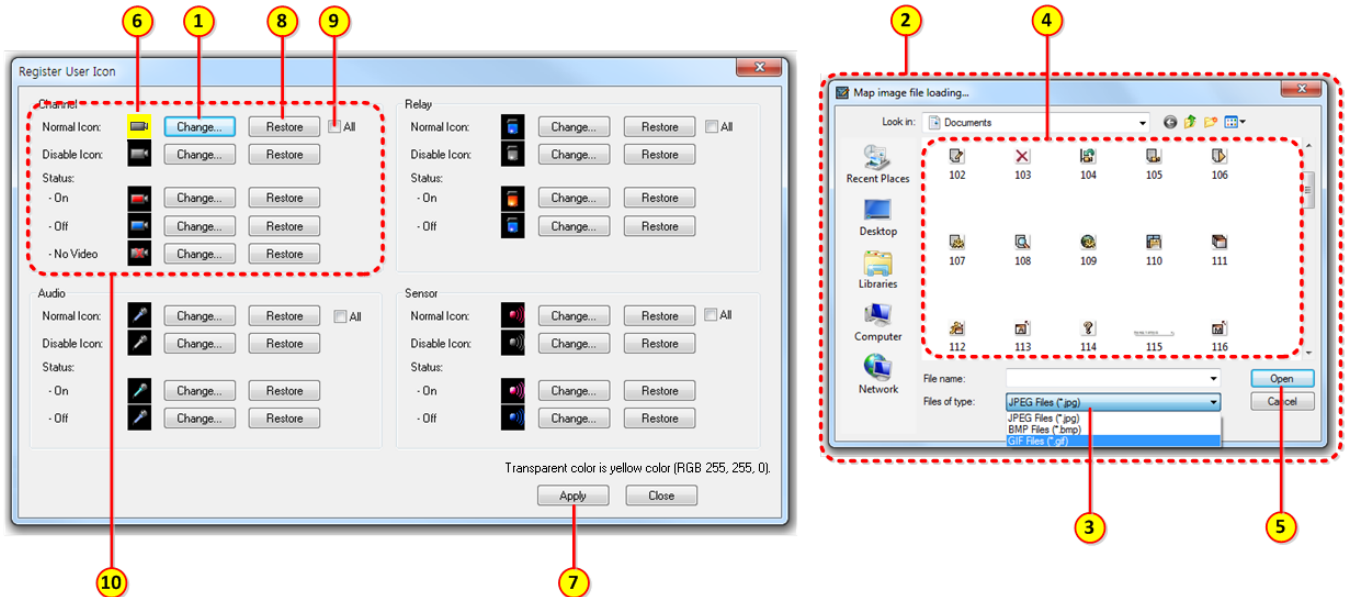 6
1
8
9
2
4
Register User Icon
Channel
Normal Icon: Change... Restore All
Disable Icon: Change... Restore
Status:
- On Change... Restore
- Off Change... Restore
- No Video Change... Restore
Relay
Normal Icon: Change... Restore All
Disable Icon: Change... Restore
Status:
- On Change... Restore
- Off Change... Restore
Audio
Normal Icon: Change... Restore All
Disable Icon: Change... Restore
Status:
- On Change... Restore
- Off Change... Restore
Sensor
Normal Icon: Change... Restore All
Disable Icon: Change... Restore
Status:
- On Change... Restore
- Off Change... Restore
Transparent color is yellow color (RGB 255, 255, 0).
Apply Close
10
7
Map image file loading...
Look in: Documents
Recent Places
Desktop
Libraries
Computer
Network
102 103 104 105 106
107 108 109 110 111
112 113 114 115 116
File name: Open
Files of type: JPEG Files (*.jpg) Cancel
JPEG Files (*.jpg)
BMP Files (*.bmp)
GIF Files (*.gif)
3
5